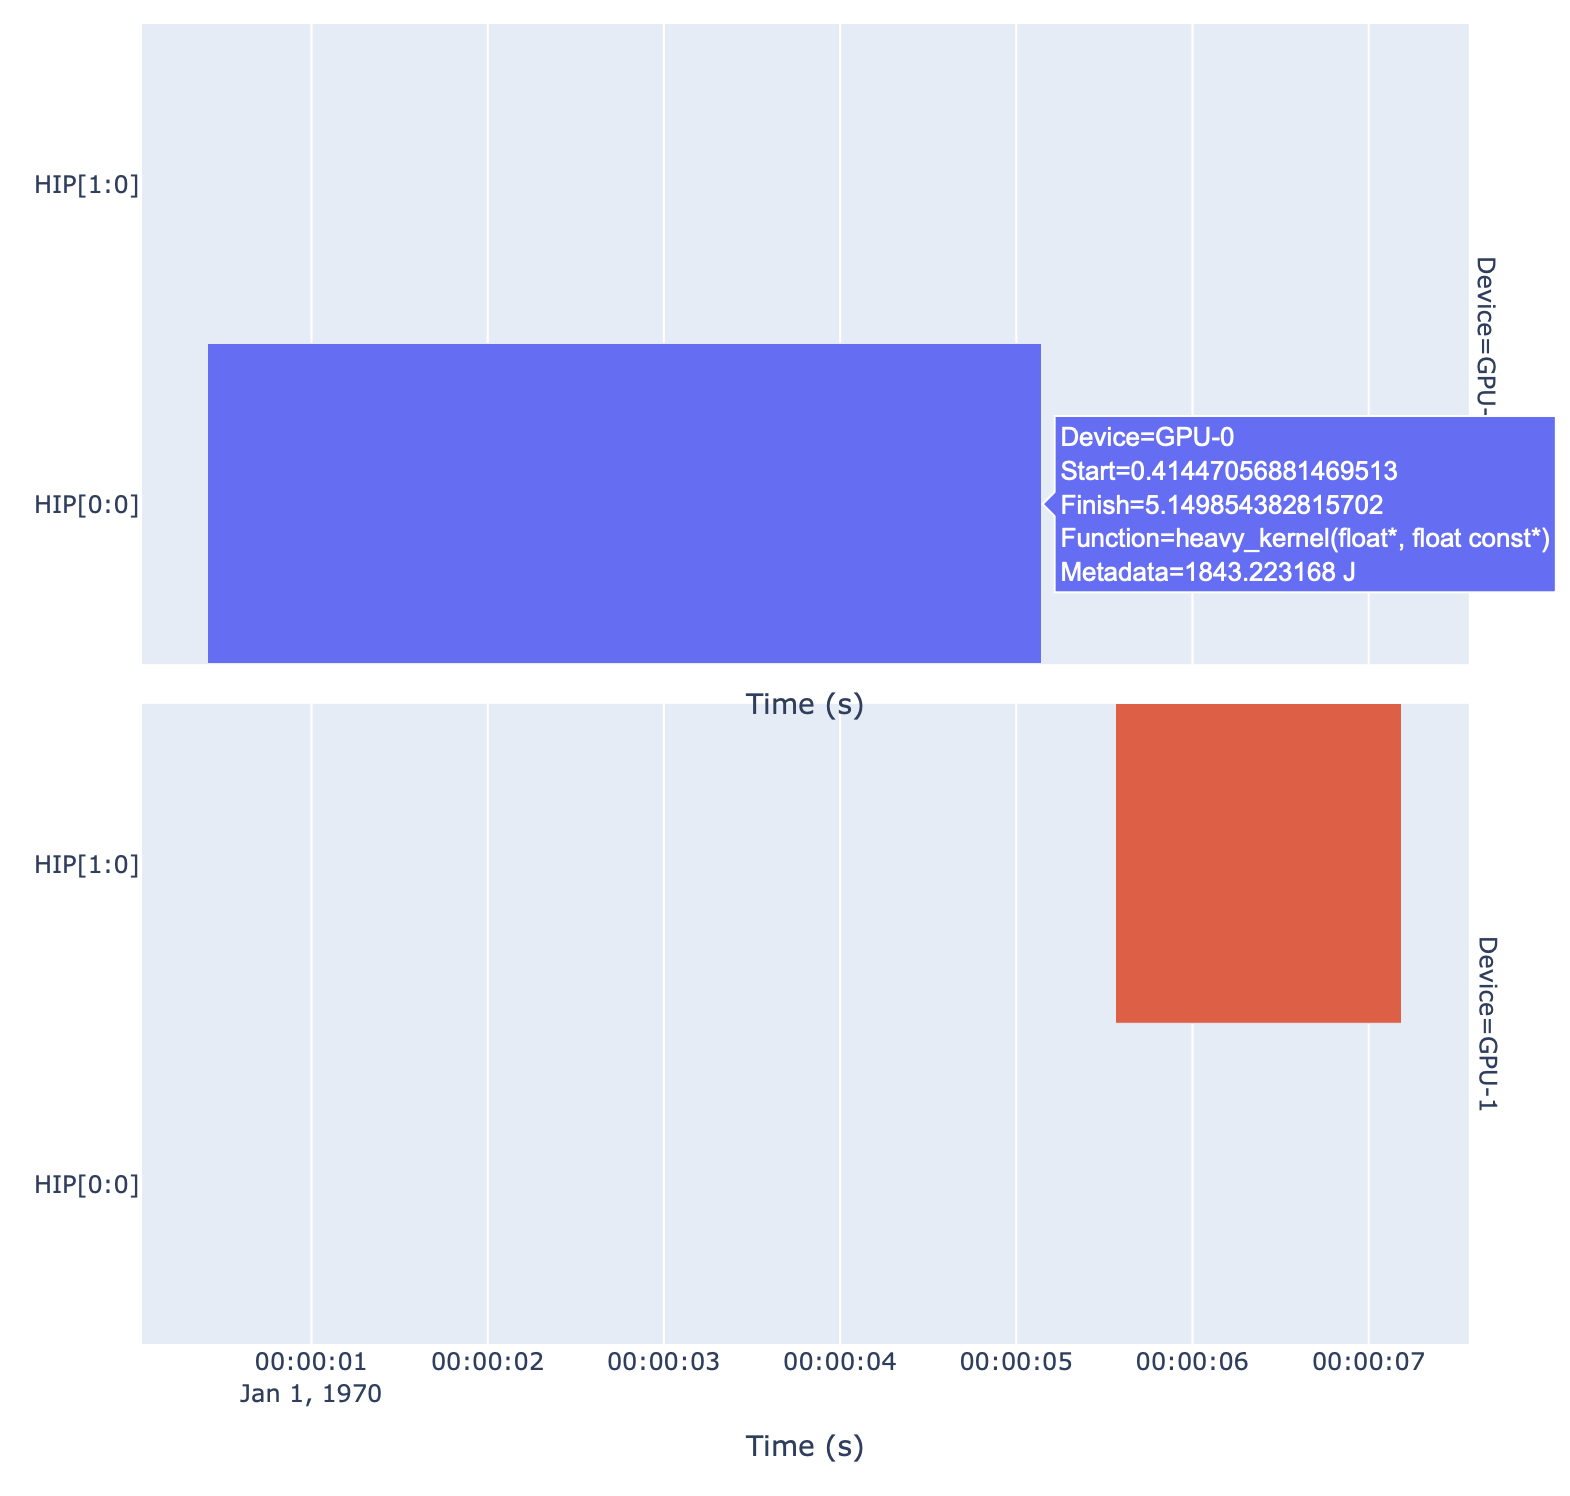 HIP[1:0]
Device=GPU-
HIP[0:0]
Device=GPU-0
Start=0.41447056881469513
Finish=5.149854382815702
Function=heavy_kernel(float*, float const*)
Metadata=1843.223168 J
Time (s)
HIP[1:0]
Device=GPU-1
HIP[0:0]
00:00:01 00:00:02 00:00:03 00:00:04 00:00:05 00:00:06 00:00:07
Jan 1, 1970
Time (s)